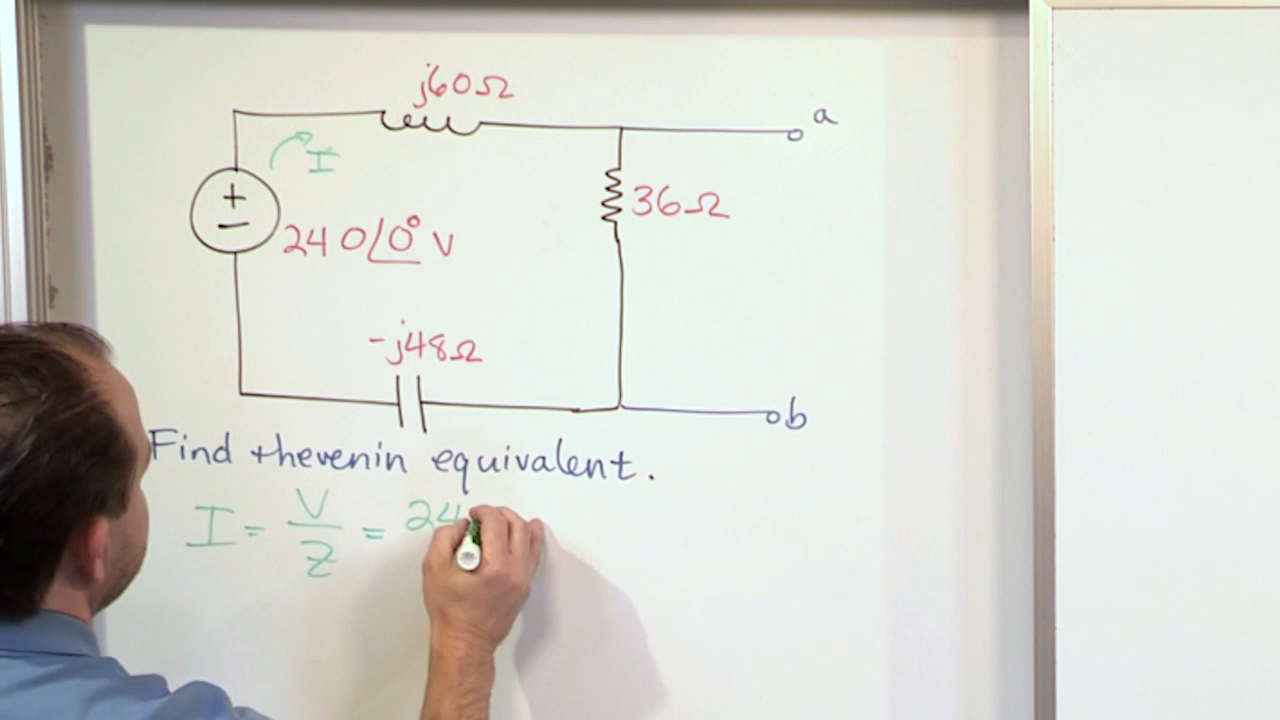 j60Ω
a
I
+
−
240∠0° V
36Ω
-j48Ω
b
Find thevenin equivalent.
I = V/Z = 24